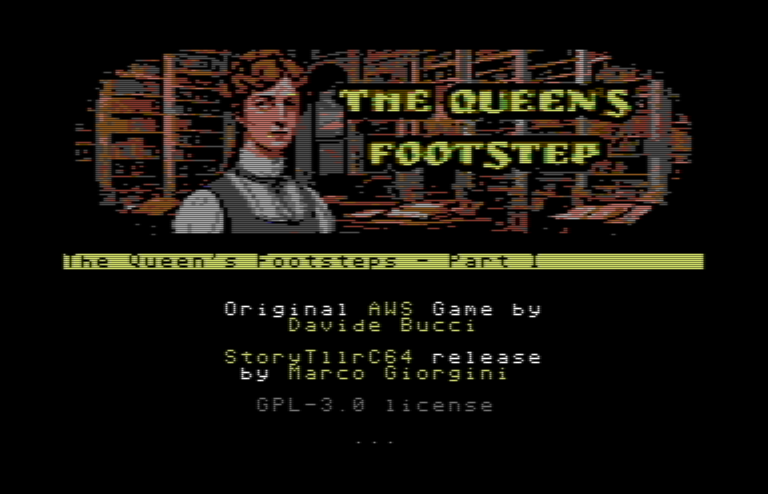 THE QUEEN'S
FOOTSTEP
The Queen's Footsteps - Part I
Original AWS Game by
Davide Bucci
StoryTllrC64 release
by Marco Giorgini
GPL-3.0 license
...